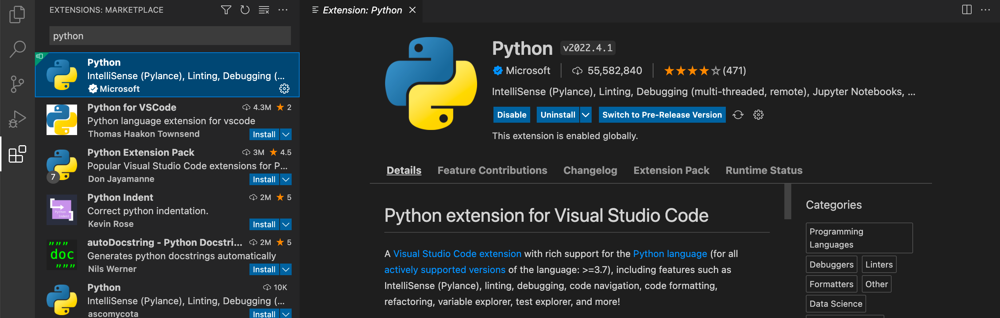 EXTENSIONS: MARKETPLACE
python
Python
IntelliSense (Pylance), Linting, Debugging (...
Microsoft
Python for VSCode 4.3M 2
Python language extension for vscode
Thomas Haakon Townsend Install
Python Extension Pack 3M 4.5
Popular Visual Studio Code extensions for P...
7
Don Jayamanne Install
Python Indent 2M 5
Correct python indentation.
Python
Indent
Kevin Rose Install
autoDocstring - Python Docstri... 2M 5
"""
doc
"""
Generates python docstrings automatically
Nils Werner Install
Python 10K
IntelliSense (Pylance), Linting, Debugging (...
ascomycota Install
Extension: Python
Python v2022.4.1
Microsoft 55,582,840 (471)
IntelliSense (Pylance), Linting, Debugging (multi-threaded, remote), Jupyter Notebooks, ...
Disable Uninstall Switch to Pre-Release Version
This extension is enabled globally.
Details Feature Contributions Changelog Extension Pack Runtime Status
Python extension for Visual Studio Code
A Visual Studio Code extension with rich support for the Python language (for all
actively supported versions of the language: >=3.7), including features such as
IntelliSense (Pylance), linting, debugging, code navigation, code formatting,
refactoring, variable explorer, test explorer, and more!
Categories
Programming
Languages
Debuggers Linters
Formatters Other
Data Science